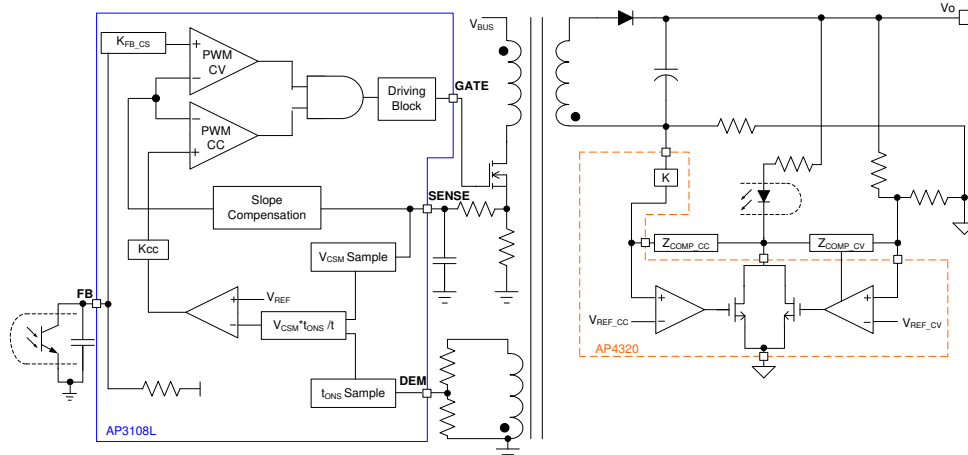 K_FB_CS
PWM
CV
PWM
CC
Driving
Block
GATE
V_BUS
Vo
K
Slope
Compensation
SENSE
Kcc
V_CSM Sample
V_REF
V_CSM*t_ONS /t
FB
t_ONS Sample
DEM
AP3108L
Z_COMP_CC
Z_COMP_CV
+
−
+
−
+
−
+
−
+
−
V_REF_CC
V_REF_CV
AP4320